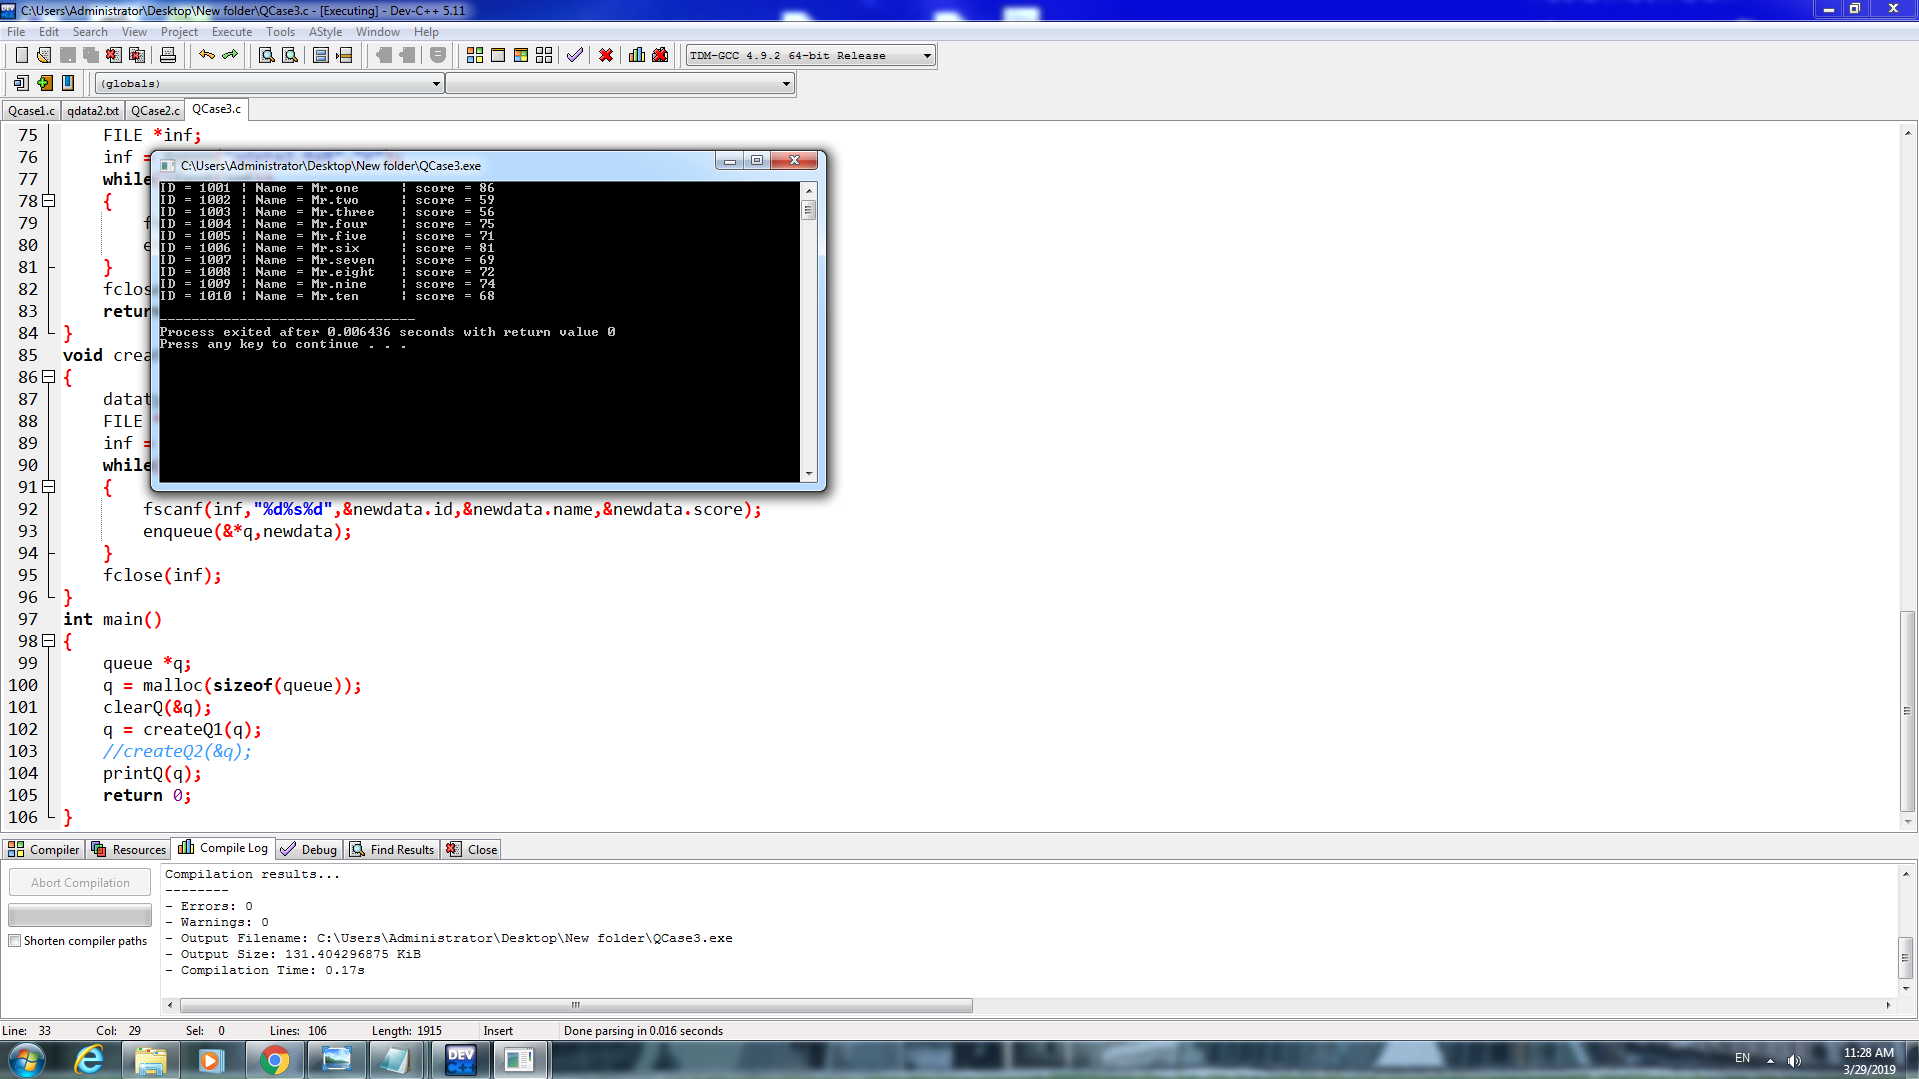 C:\Users\Administrator\Desktop\New folder\QCase3.c - [Executing] - Dev-C++ 5.11
File Edit Search View Project Execute Tools AStyle Window Help
TDM-GCC 4.9.2 64-bit Release
(globals)
Qcase1.c qdata2.txt QCase2.c QCase3.c
75 FILE *inf;
76 inf =
77 while
78 {
79
80
81 }
82 fclos
83 retur
84 }
85 void crea
86 {
87 datat
88 FILE
89 inf =
90 while
91 {
92 fscanf(inf,"%d%s%d",&newdata.id,&newdata.name,&newdata.score);
93 enqueue(&*q,newdata);
94 }
95 fclose(inf);
96 }
97 int main()
98 {
99 queue *q;
100 q = malloc(sizeof(queue));
101 clearQ(&q);
102 q = createQ1(q);
103 //createQ2(&q);
104 printQ(q);
105 return 0;
106 }
C:\Users\Administrator\Desktop\New folder\QCase3.exe
ID = 1001 ¦ Name = Mr.one ¦ score = 86
ID = 1002 ¦ Name = Mr.two ¦ score = 59
ID = 1003 ¦ Name = Mr.three ¦ score = 56
ID = 1004 ¦ Name = Mr.four ¦ score = 75
ID = 1005 ¦ Name = Mr.five ¦ score = 71
ID = 1006 ¦ Name = Mr.six ¦ score = 81
ID = 1007 ¦ Name = Mr.seven ¦ score = 69
ID = 1008 ¦ Name = Mr.eight ¦ score = 72
ID = 1009 ¦ Name = Mr.nine ¦ score = 74
ID = 1010 ¦ Name = Mr.ten ¦ score = 68
--------------------------------
Process exited after 0.006436 seconds with return value 0
Press any key to continue . . .
Compiler Resources Compile Log Debug Find Results Close
Abort Compilation
Shorten compiler paths
Compilation results...
--------
- Errors: 0
- Warnings: 0
- Output Filename: C:\Users\Administrator\Desktop\New folder\QCase3.exe
- Output Size: 131.404296875 KiB
- Compilation Time: 0.17s
Line: 33 Col: 29 Sel: 0 Lines: 106 Length: 1915 Insert Done parsing in 0.016 seconds
DEV C++
EN
11:28 AM
3/29/2019